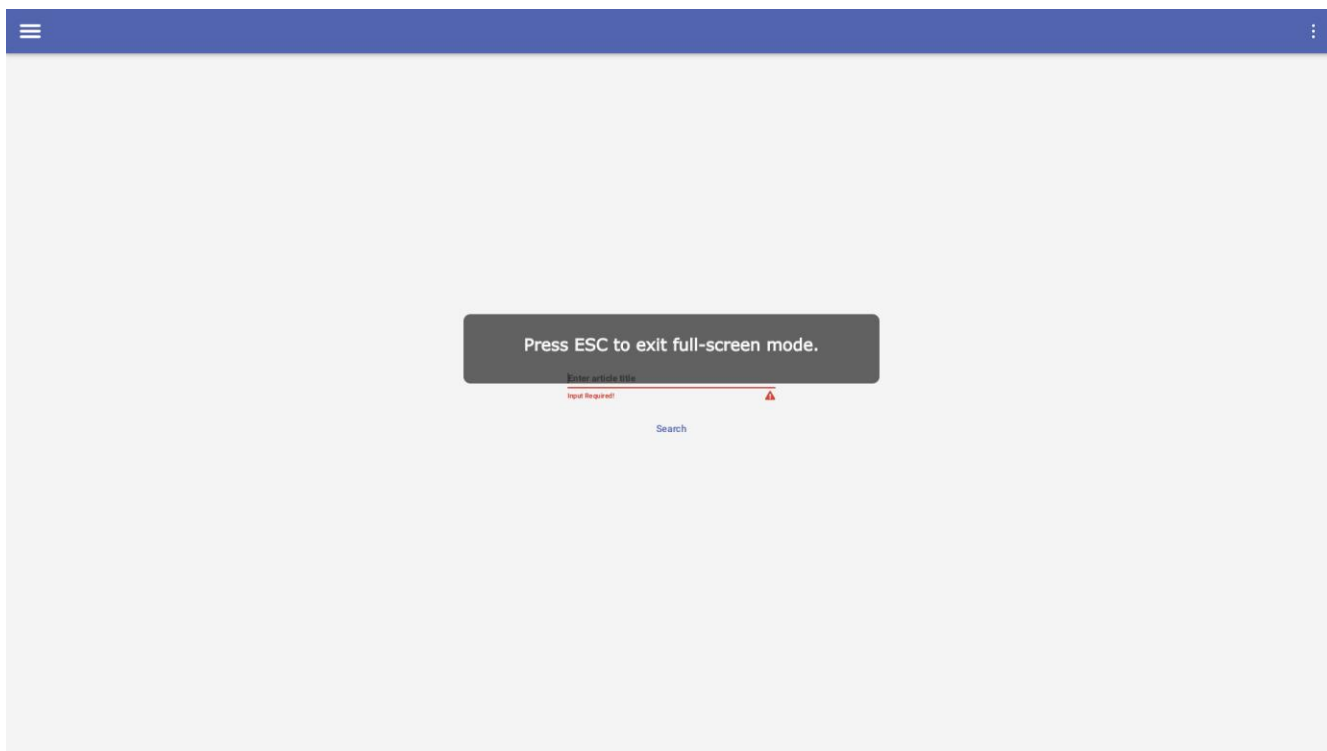 Press ESC to exit full-screen mode.
Enter article title
Input Required!
Search